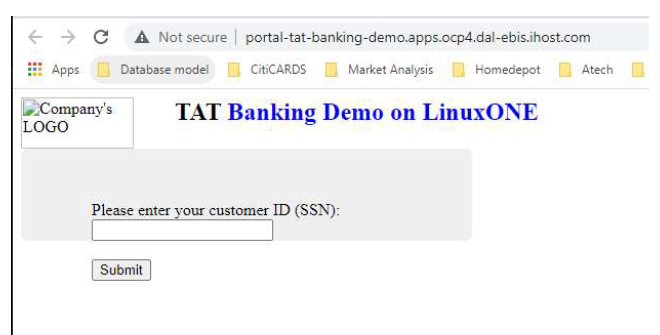 Not secure | portal-tat-banking-demo.apps.ocp4.dal-ebis.ihost.com
Apps Database model CitiCARDS Market Analysis Homedepot Atech
Company's
LOGO
TAT Banking Demo on LinuxONE
Please enter your customer ID (SSN):
Submit